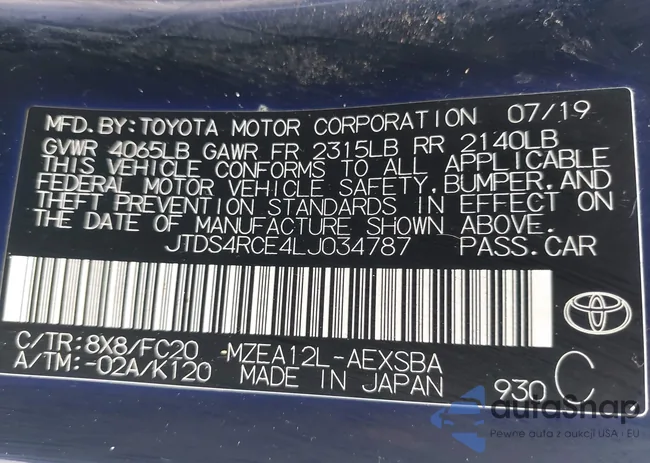 MFD.BY:TOYOTA MOTOR CORPORATION 07/19
GVWR 4065LB GAWR FR 2315LB RR 2140LB
THIS VEHICLE CONFORMS TO ALL APPLICABLE
FEDERAL MOTOR VEHICLE SAFETY,BUMPER,AND
THEFT PREVENTION STANDARDS IN EFFECT ON
THE DATE OF MANUFACTURE SHOWN ABOVE.
JTDS4RCE4LJ034787 PASS.CAR
C/TR:8X8/FC20 -MZEA12L-AEXSBA
A/TM:-02A/K120 MADE IN JAPAN 930 C
autaSnap
Pewne auta z aukcji USA i EU